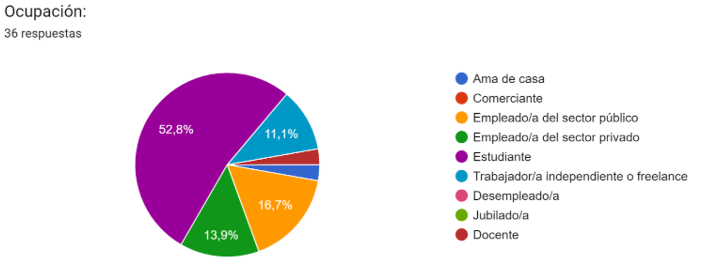 Ocupación:
36 respuestas
52,8%
11,1%
16,7%
13,9%
Ama de casa
Comerciante
Empleado/a del sector público
Empleado/a del sector privado
Estudiante
Trabajador/a independiente o freelance
Desempleado/a
Jubilado/a
Docente